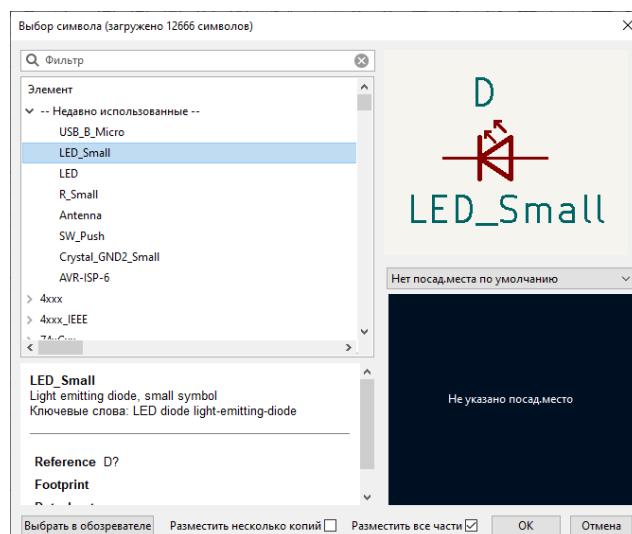 Выбор символа (загружено 12666 символов)
Фильтр
Элемент
-- Недавно использованные --
USB_B_Micro
LED_Small
LED
R_Small
Antenna
SW_Push
Crystal_GND2_Small
AVR-ISP-6
4xxx
4xxx_IEEE
D
LED_Small
Нет посад.места по умолчанию
Не указано посад.место
LED_Small
Light emitting diode, small symbol
Ключевые слова: LED diode light-emitting-diode
Reference D?
Footprint
Выбрать в обозревателе
Разместить несколько копий
Разместить все части
OK
Отмена